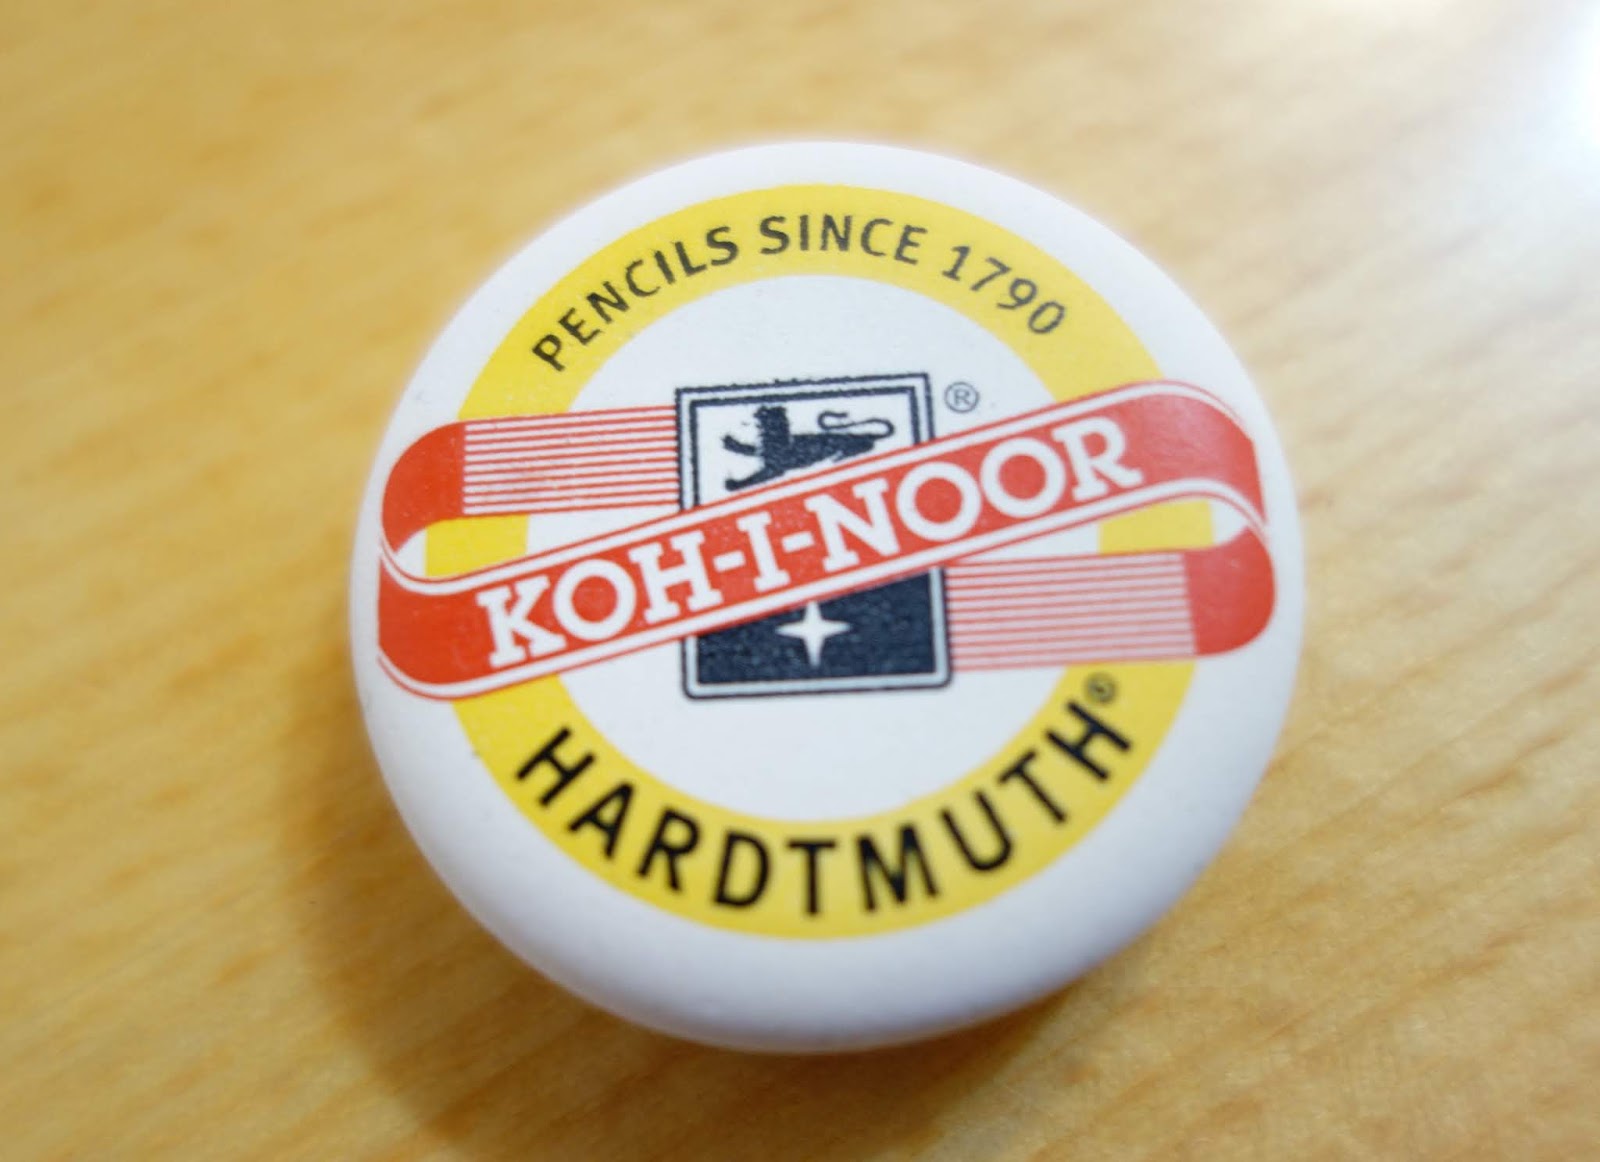 PENCILS SINCE 1790
®
KOH-I-NOOR
HARDTMUTH®